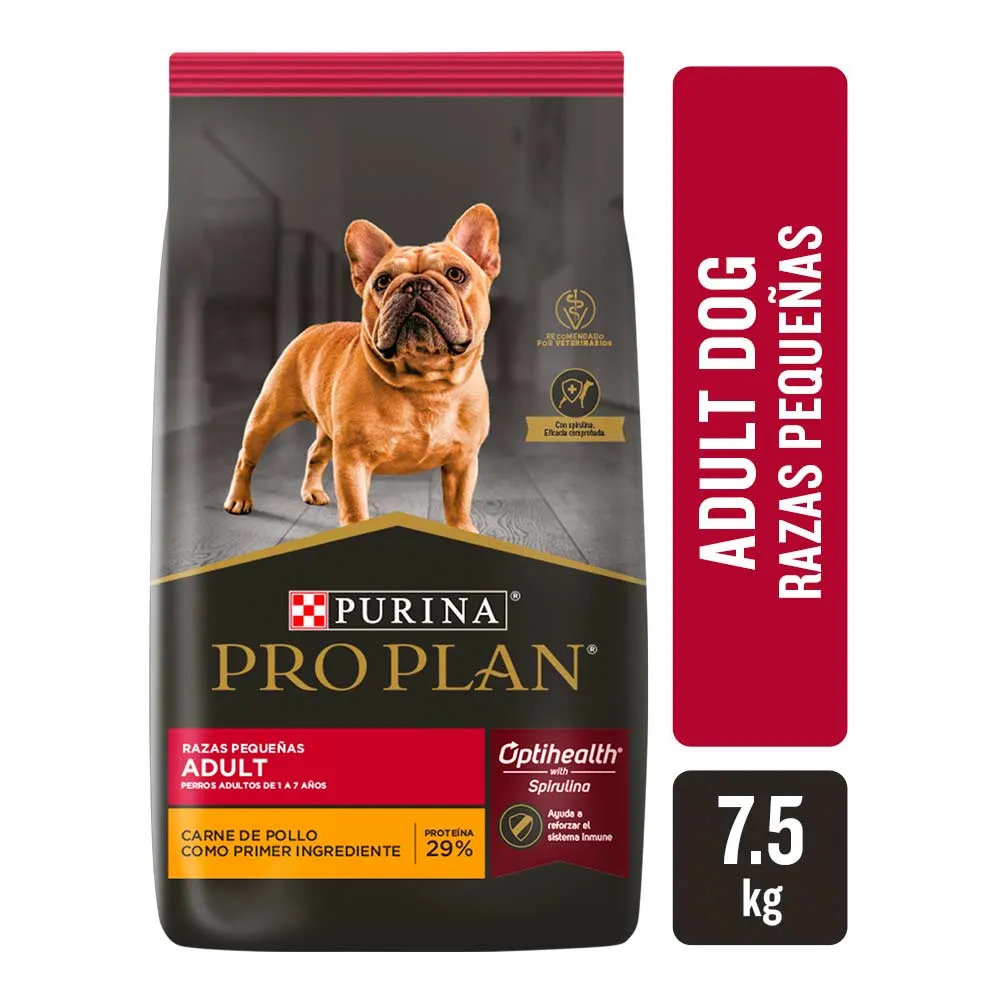 RECOMENDADO
POR VETERINARIOS
Con spirulina.
Eficacia comprobada.
PURINA®
PRO PLAN®
RAZAS PEQUEÑAS
ADULT
PERROS ADULTOS DE 1 A 7 AÑOS
CARNE DE POLLO
COMO PRIMER INGREDIENTE
PROTEÍNA
29%
Optihealth®
with
Spirulina
Ayuda a
reforzar el
sistema inmune
ADULT DOG
RAZAS PEQUEÑAS
7.5
kg